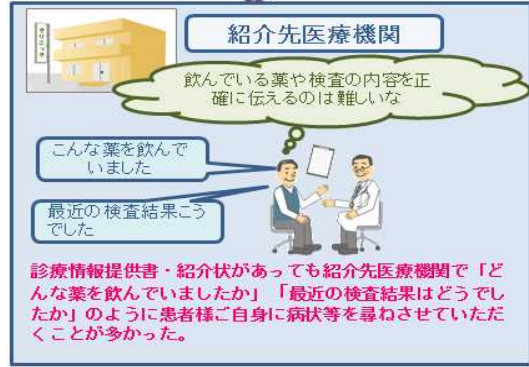 クリニック
紹介先医療機関
飲んでいる薬や検査の内容を正
確に伝えるのは難しいな
こんな薬を飲んで
いました
最近の検査結果こう
でした
診療情報提供書・紹介状があっても紹介先医療機関で「ど
んな薬を飲んでいましたか」「最近の検査結果はどうでし
たか」のように患者様ご自身に病状等を尋ねさせていただ
くことが多かった。